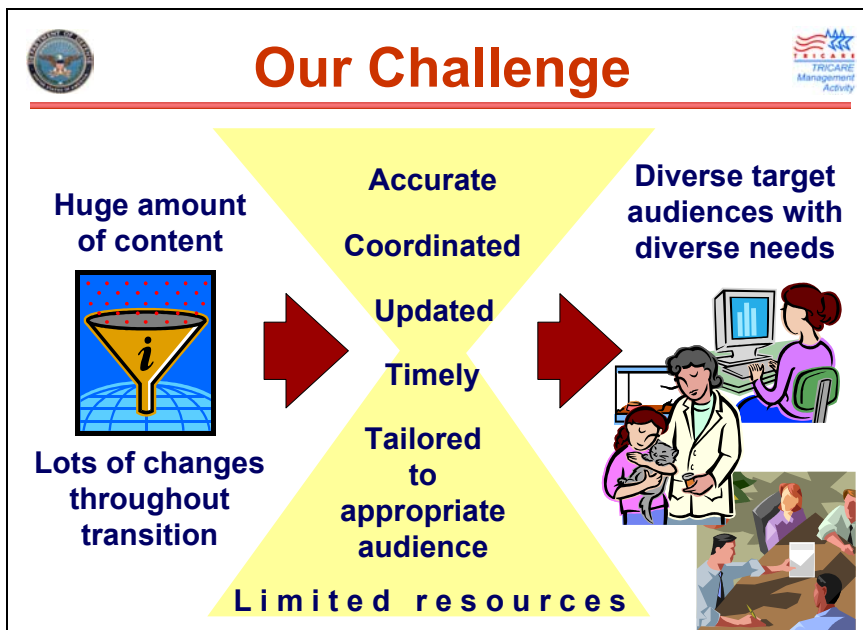 Our Challenge
TRICARE
TRICARE
Management
Activity
Huge amount
of content
i
Lots of changes
throughout
transition
Accurate
Coordinated
Updated
Timely
Tailored
to
appropriate
audience
Limited resources
Diverse target
audiences with
diverse needs